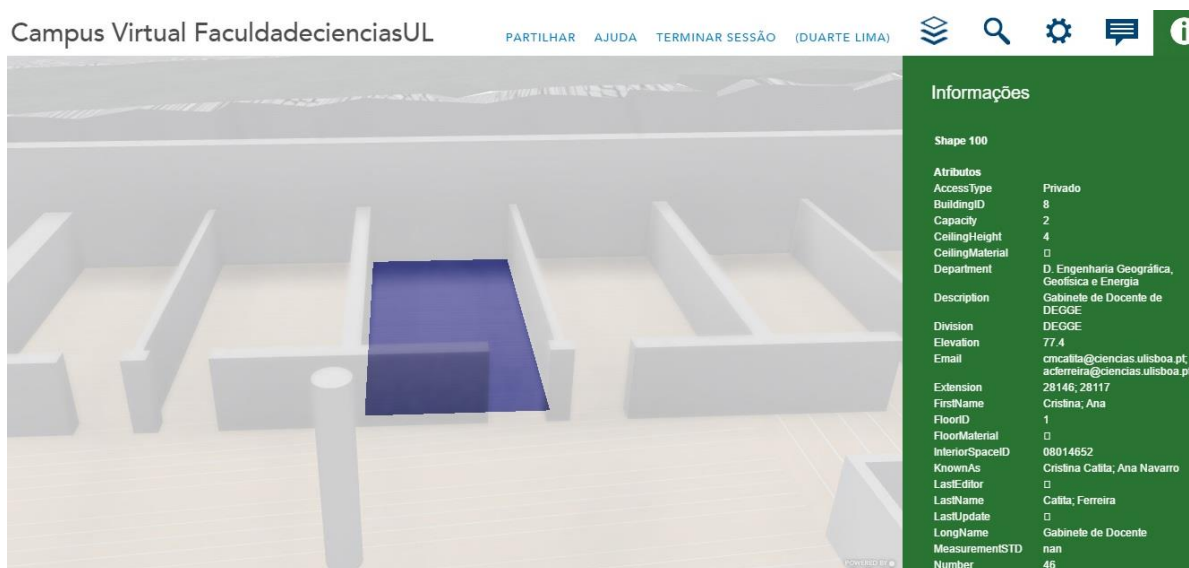 Campus Virtual FaculdadecienciasUL
PARTILHAR AJUDA TERMINAR SESSÃO (DUARTE LIMA)
Informações
Shape 100
Atributos
AccessType Privado
BuildingID 8
Capacity 2
CeilingHeight 4
CeilingMaterial
Department D. Engenharia Geográfica,
Geofísica e Energia
Description Gabinete de Docente de
DEGGE
Division DEGGE
Elevation 77.4
Email cmcatita@ciencias.ulisboa.pt;
acferreira@ciencias.ulisboa.p
Extension 28146; 28117
FirstName Cristina; Ana
FloorID 1
FloorMaterial
InteriorSpaceID 08014652
KnownAs Cristina Catita; Ana Navarro
LastEditor
LastName Catita; Ferreira
LastUpdate
LongName Gabinete de Docente
MeasurementSTD nan
Number 46
POWERED BY